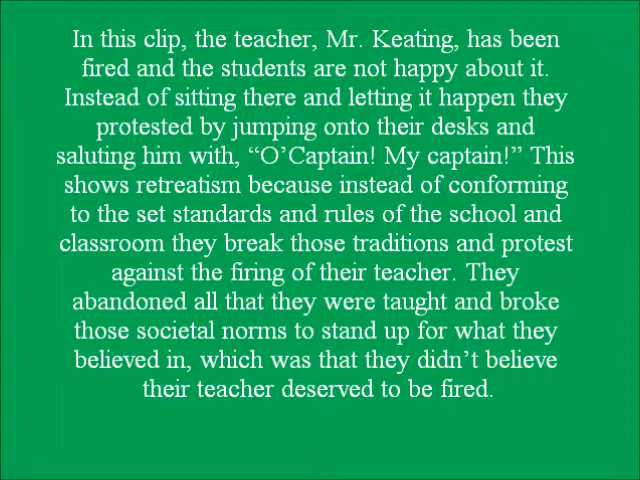 In this clip, the teacher, Mr. Keating, has been
fired and the students are not happy about it.
Instead of sitting there and letting it happen they
protested by jumping onto their desks and
saluting him with, “O’Captain! My captain!” This
shows retreatism because instead of conforming
to the set standards and rules of the school and
classroom they break those traditions and protest
against the firing of their teacher. They
abandoned all that they were taught and broke
those societal norms to stand up for what they
believed in, which was that they didn’t believe
their teacher deserved to be fired.